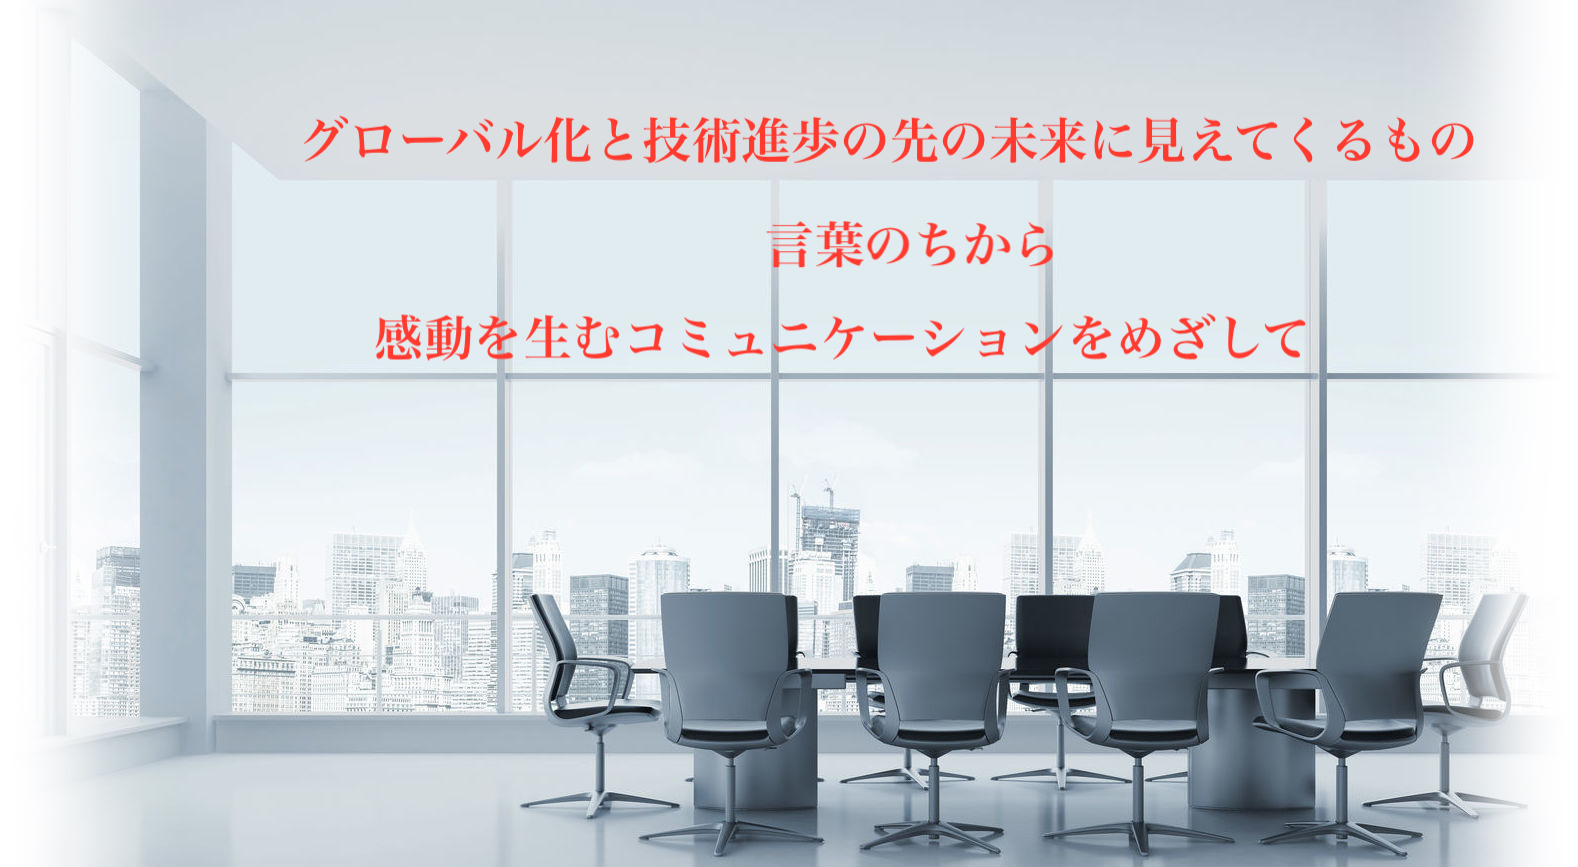 グローバル化と技術進歩の先の未来に見えてくるもの
言葉のちから
感動を生むコミュニケーションをめざして